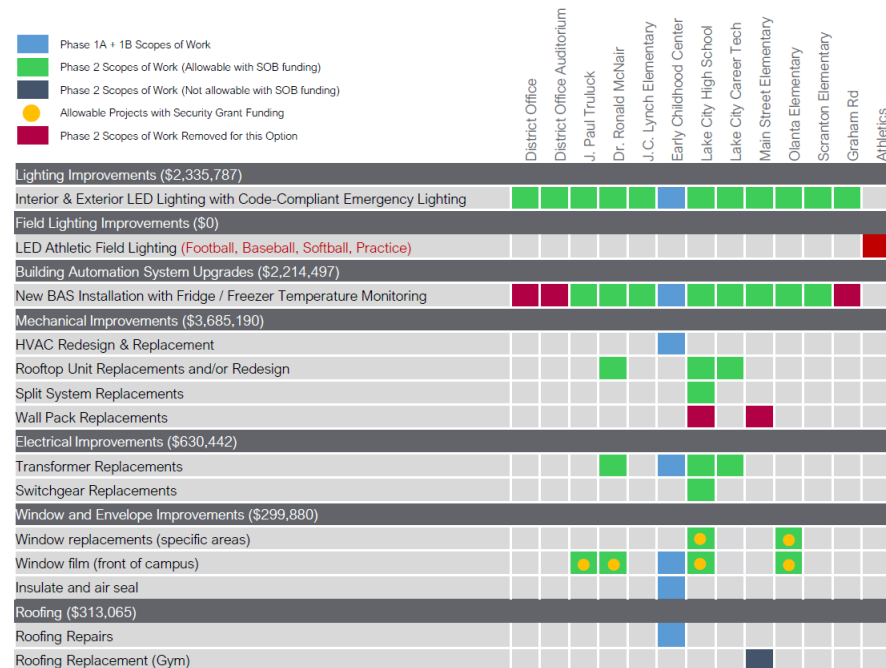 Phase 1A + 1B Scopes of Work
Phase 2 Scopes of Work (Allowable with SOB funding)
Phase 2 Scopes of Work (Not allowable with SOB funding)
Allowable Projects with Security Grant Funding
Phase 2 Scopes of Work Removed for this Option
District Office
District Office Auditorium
J. Paul Truluck
Dr. Ronald McNair
J.C. Lynch Elementary
Early Childhood Center
Lake City High School
Lake City Career Tech
Main Street Elementary
Olanta Elementary
Scranton Elementary
Graham Rd
Athletics
Lighting Improvements ($2,335,787)
Interior & Exterior LED Lighting with Code-Compliant Emergency Lighting
Field Lighting Improvements ($0)
LED Athletic Field Lighting (Football, Baseball, Softball, Practice)
Building Automation System Upgrades ($2,214,497)
New BAS Installation with Fridge / Freezer Temperature Monitoring
Mechanical Improvements ($3,685,190)
HVAC Redesign & Replacement
Rooftop Unit Replacements and/or Redesign
Split System Replacements
Wall Pack Replacements
Electrical Improvements ($630,442)
Transformer Replacements
Switchgear Replacements
Window and Envelope Improvements ($299,880)
Window replacements (specific areas)
Window film (front of campus)
Insulate and air seal
Roofing ($313,065)
Roofing Repairs
Roofing Replacement (Gym)